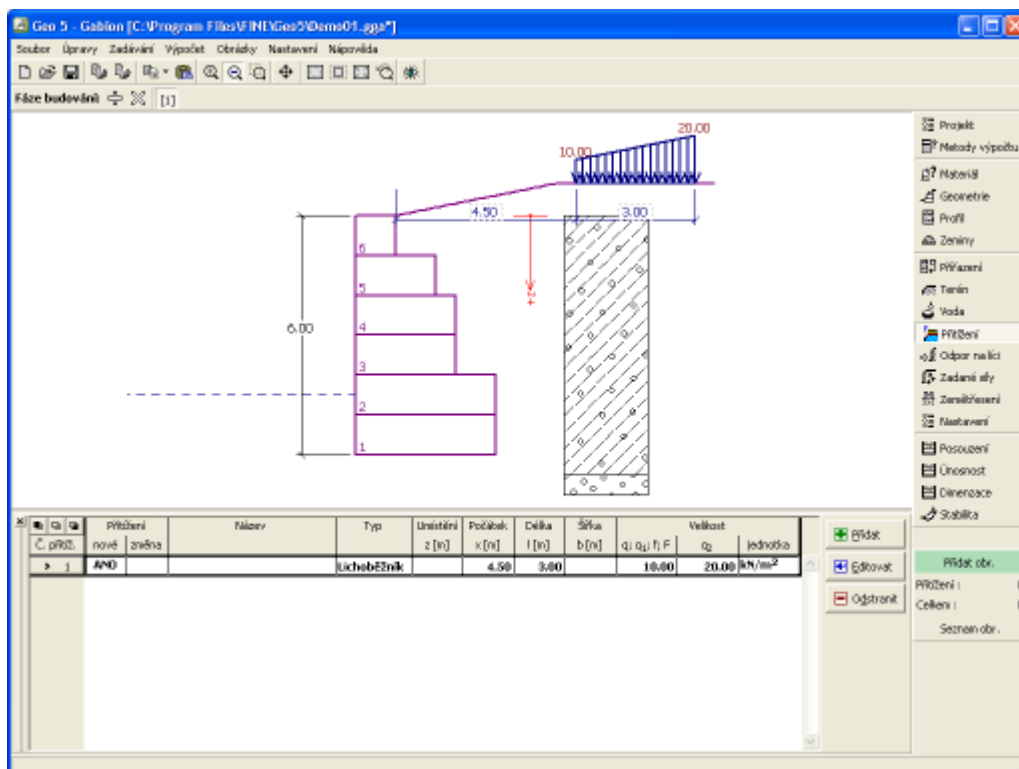 Geo 5 - Gabion [C:\Program Files\FINE\Geo5\Demo01.gga*]
Soubor Úpravy Zadávání Výpočet Obrázky Nastavení Nápověda
Fáze budování: [1]
20.00
10.00
4.50 3.00
+z
6.00
6
5
4
3
2
1
Projekt
Metody výpočtu
Materiál
Geometrie
Profil
Zeminy
Přiřazení
Terén
Voda
Přitížení
Odpor na líci
Zadané síly
Zemětřesení
Nastavení
Posouzení
Únosnost
Dimenzace
Stabilita
Přidat obr.
Přitížení :
Celkem :
Seznam obr.
Přitížení Název Typ Umístění Počátek Délka Šířka Velikost
Č. přitíž. nové změna z [m] x [m] l [m] b [m] q; q1; f; F q2 jednotka
> 1 ANO Lichoběžník 4.50 3.00 10.00 20.00 kN/m²
Přidat
Editovat
Odstranit